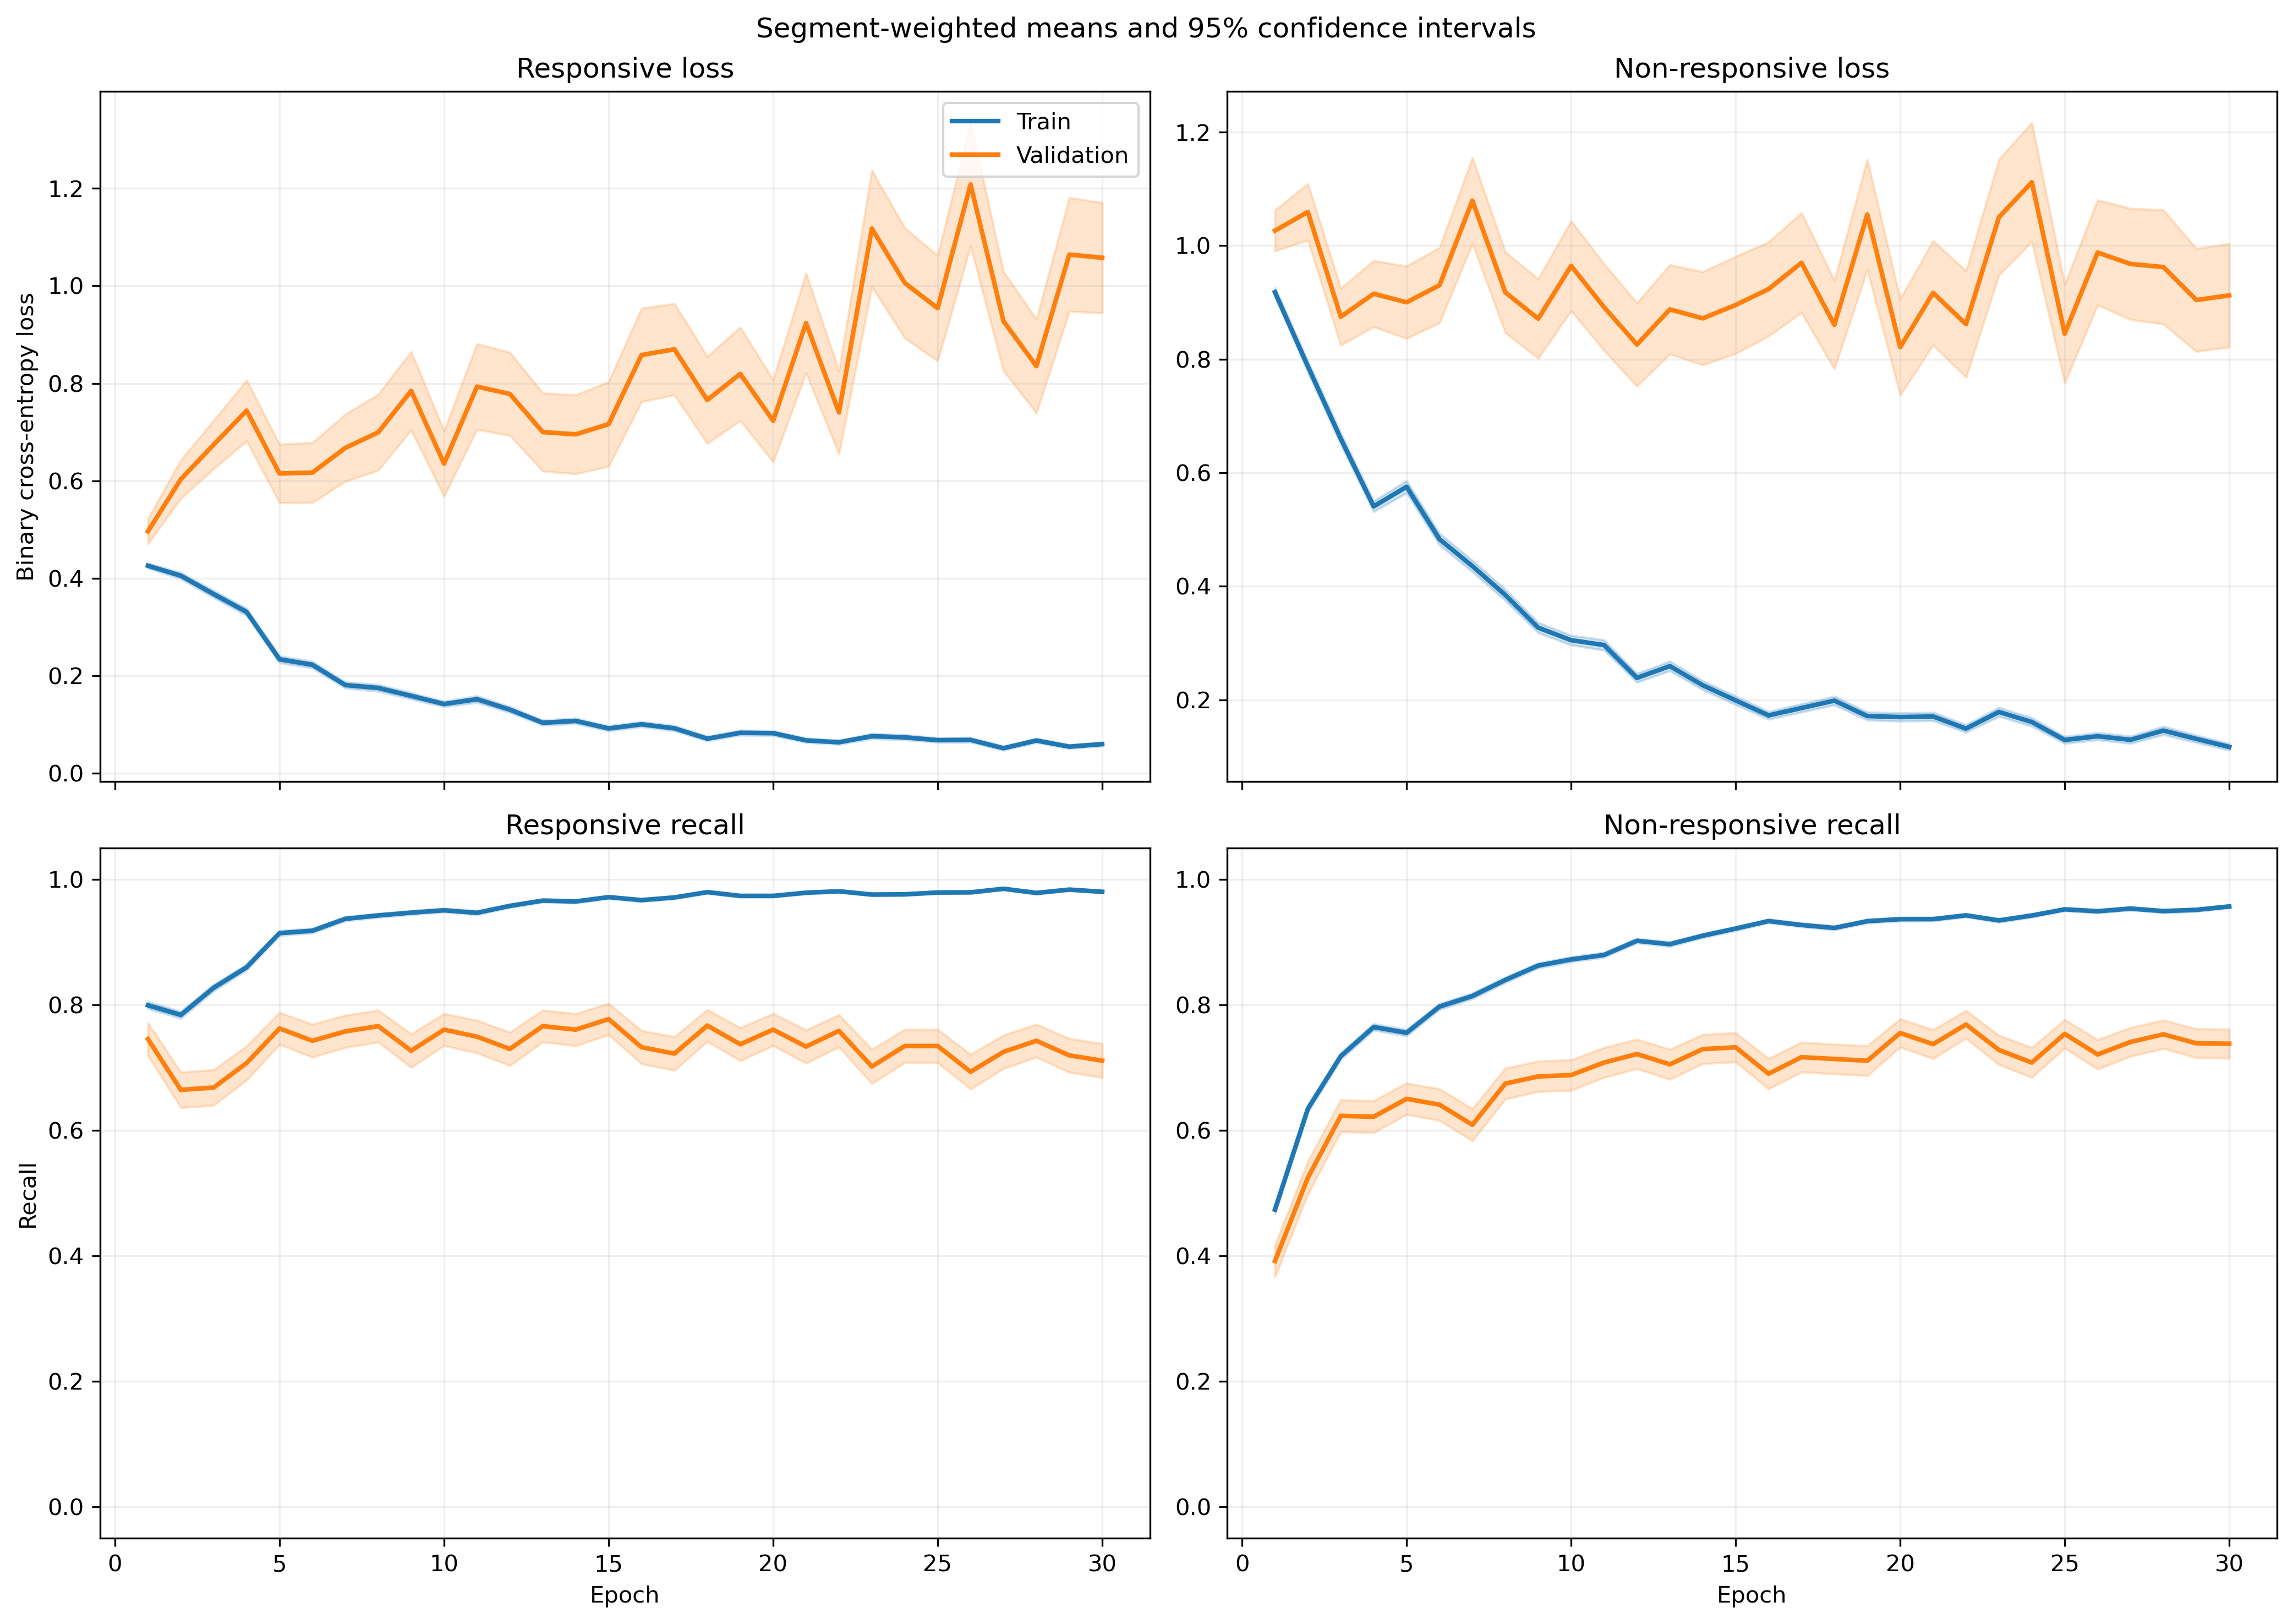 Segment-weighted means and 95% confidence intervals
Responsive loss
Train
Validation
Binary cross-entropy loss
1.2
1.0
0.8
0.6
0.4
0.2
0.0
Non-responsive loss
1.2
1.0
0.8
0.6
0.4
0.2
Responsive recall
Recall
1.0
0.8
0.6
0.4
0.2
0.0
0 5 10 15 20 25 30
Epoch
Non-responsive recall
1.0
0.8
0.6
0.4
0.2
0.0
0 5 10 15 20 25 30
Epoch